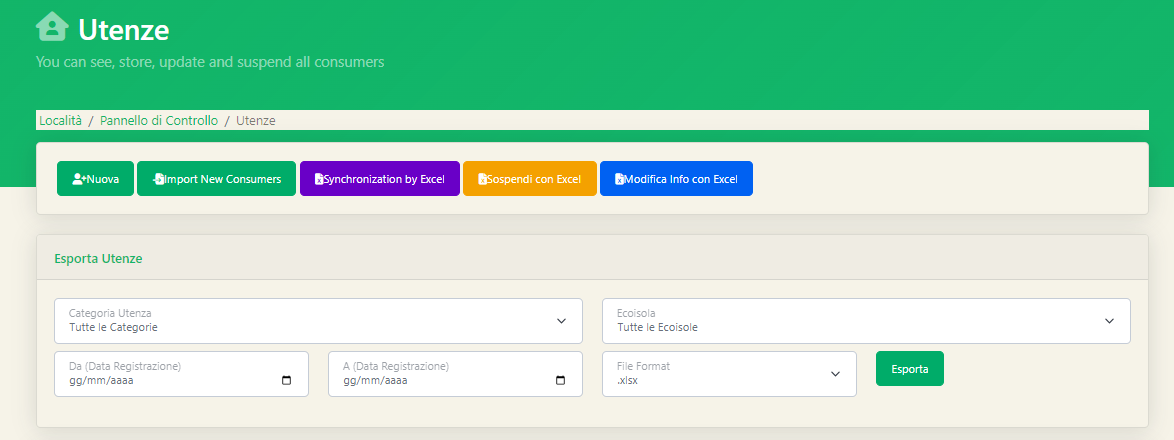 Utenze
You can see, store, update and suspend all consumers
Località / Pannello di Controllo / Utenze
Nuova Import New Consumers Synchronization by Excel Sospendi con Excel Modifica Info con Excel
Esporta Utenze
Categoria Utenza Ecoisola
Tutte le Categorie Tutte le Ecoisole
Da (Data Registrazione) A (Data Registrazione) File Format
gg/mm/aaaa gg/mm/aaaa .xlsx Esporta